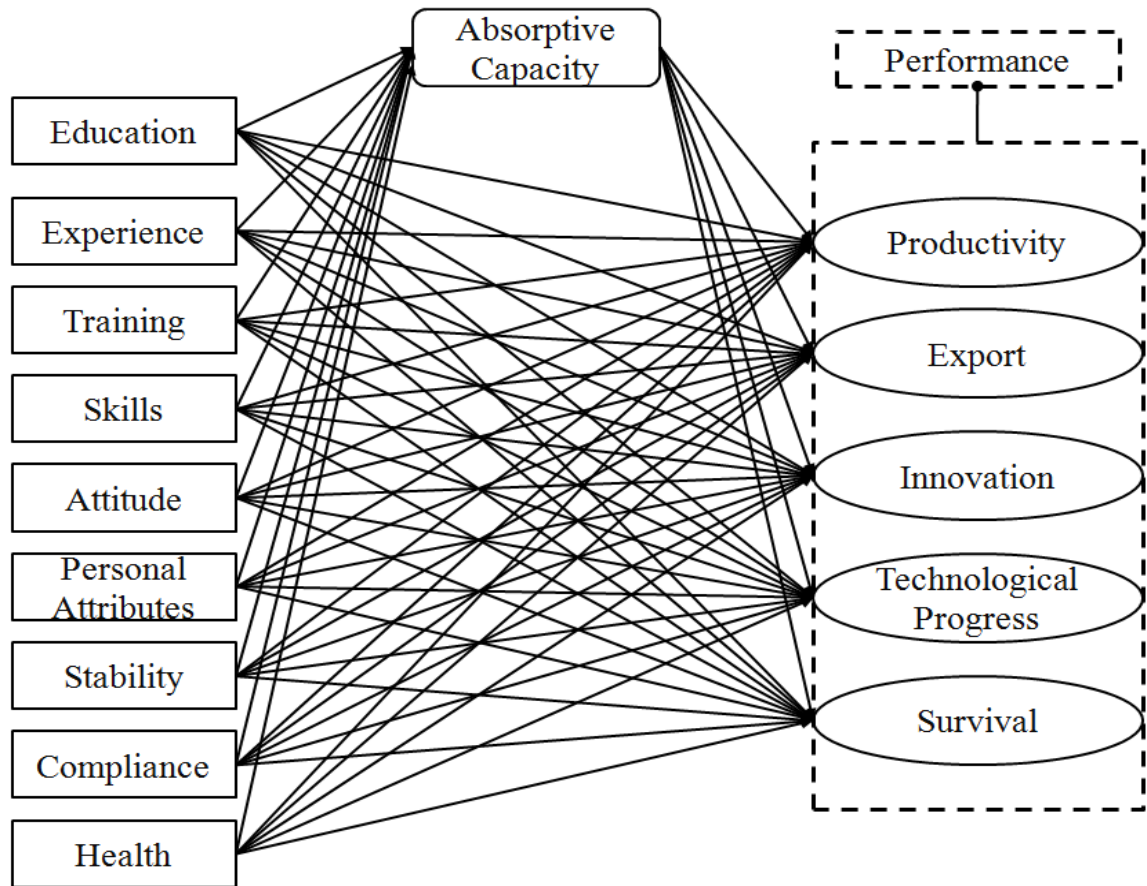 Absorptive
Capacity
Performance
Education
Experience
Training
Skills
Attitude
Personal
Attributes
Stability
Compliance
Health
Productivity
Export
Innovation
Technological
Progress
Survival